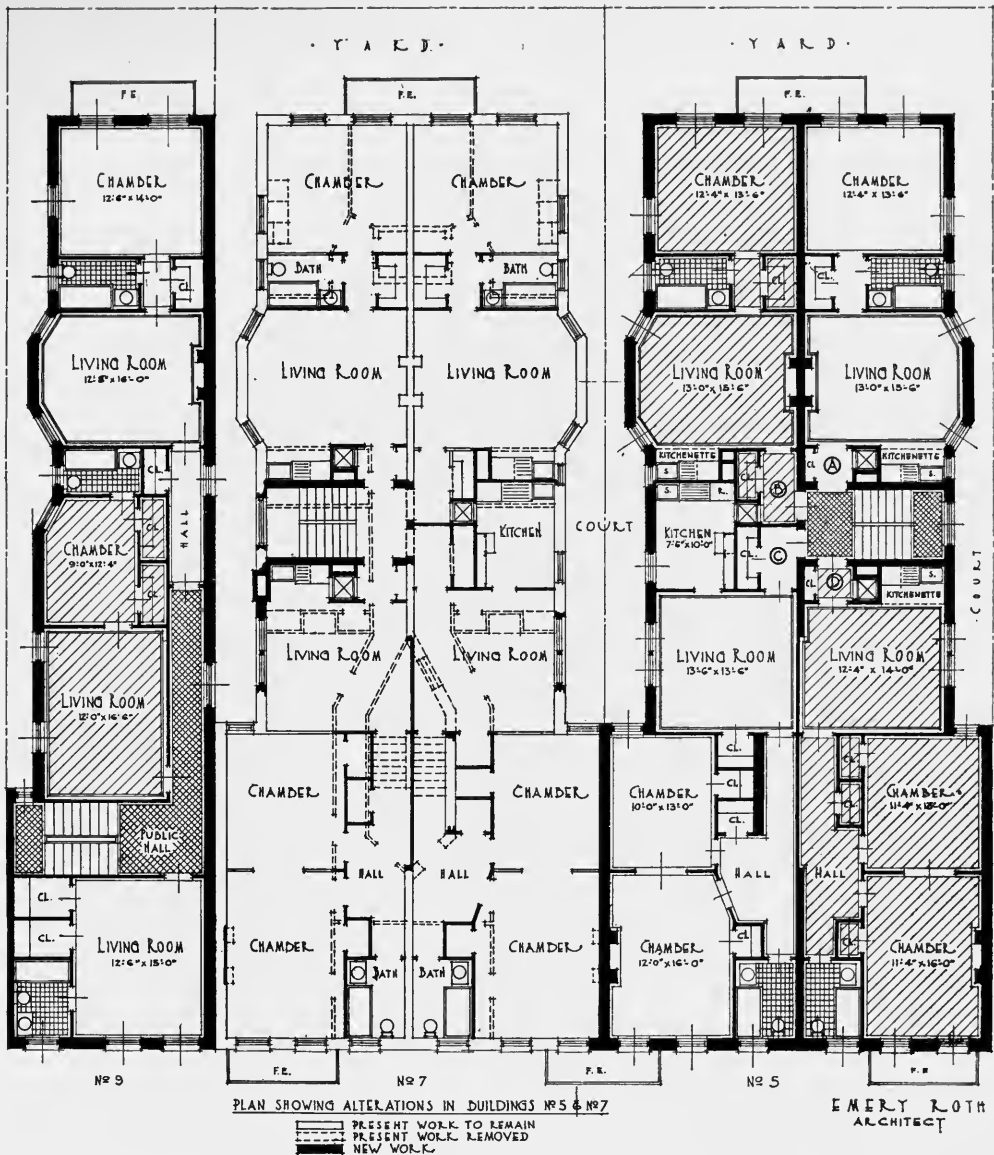 · YARD · · YARD ·
F.E. F.E. F.E.
CHAMBER
12'-6" x 14'-0"
CHAMBER CHAMBER
CHAMBER
12'-4" x 13'-6"
CHAMBER
12'-4" x 13'-6"
CL. BATH BATH CL. CL.
LIVING ROOM
12'-8" x 16'-0"
LIVING ROOM LIVING ROOM
LIVING ROOM
13'-0" x 15'-6"
LIVING ROOM
13'-0" x 15'-6"
CL. KITCHENETTE CL. A KITCHENETTE
S. S.
CL. B
S. R.
CHAMBER
9'-0" x 12'-4"
CL. HALL
KITCHEN COURT
KITCHEN
7'-6" x 10'-0"
CL. C
CL. CL. D S.
KITCHENETTE
COURT
LIVING ROOM
12'-0" x 16'-6"
LIVING ROOM LIVING ROOM
LIVING ROOM
13'-6" x 13'-6"
LIVING ROOM
12'-4" x 14'-0"
CL. CL.
CL. CL.
CL.
CHAMBER CHAMBER
CHAMBER
10'-0" x 13'-0"
CHAMBER
11'-4" x 13'-0"
PUBLIC
HALL
HALL HALL HALL HALL
CL.
CL.
LIVING ROOM
12'-6" x 15'-0"
CHAMBER CHAMBER
CHAMBER
12'-0" x 16'-0"
CL. CL.
CHAMBER
11'-4" x 16'-0"
BATH BATH
F.E. F.E. F.E.
Nº 9 Nº 7 Nº 5
PLAN SHOWING ALTERATIONS IN BUILDINGS Nº 5 & Nº 7
PRESENT WORK TO REMAIN
PRESENT WORK REMOVED
NEW WORK
EMERY ROTH
ARCHITECT